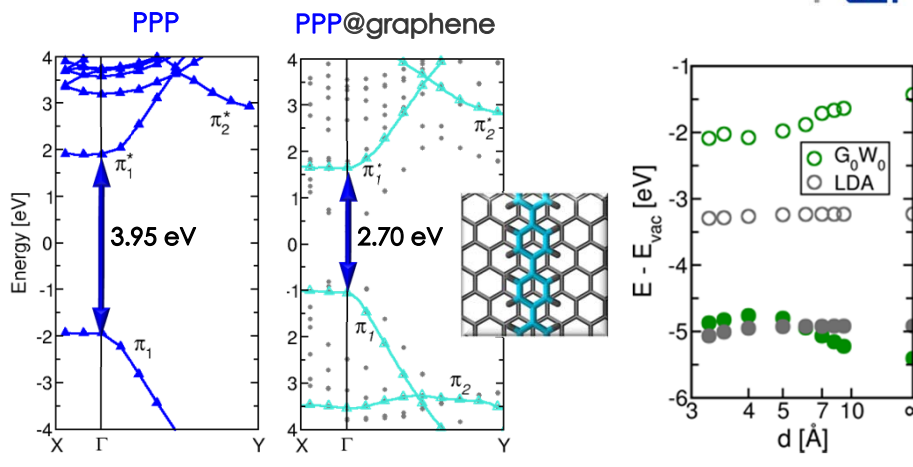 PPP
PPP@graphene
4
3
2
1
0
-1
-2
-3
-4
Energy [eV]
π₂*
π₁*
3.95 eV
π₁
X
Γ
Y
4
3
2
1
0
-1
-2
-3
-4
π₂*
π₁*
2.70 eV
π₁
π₂
X
Γ
Y
-1
-2
-3
-4
-5
-6
E - Eᵥₐ꜀ [eV]
G₀W₀
LDA
3
4
5
7
10
d [Å]